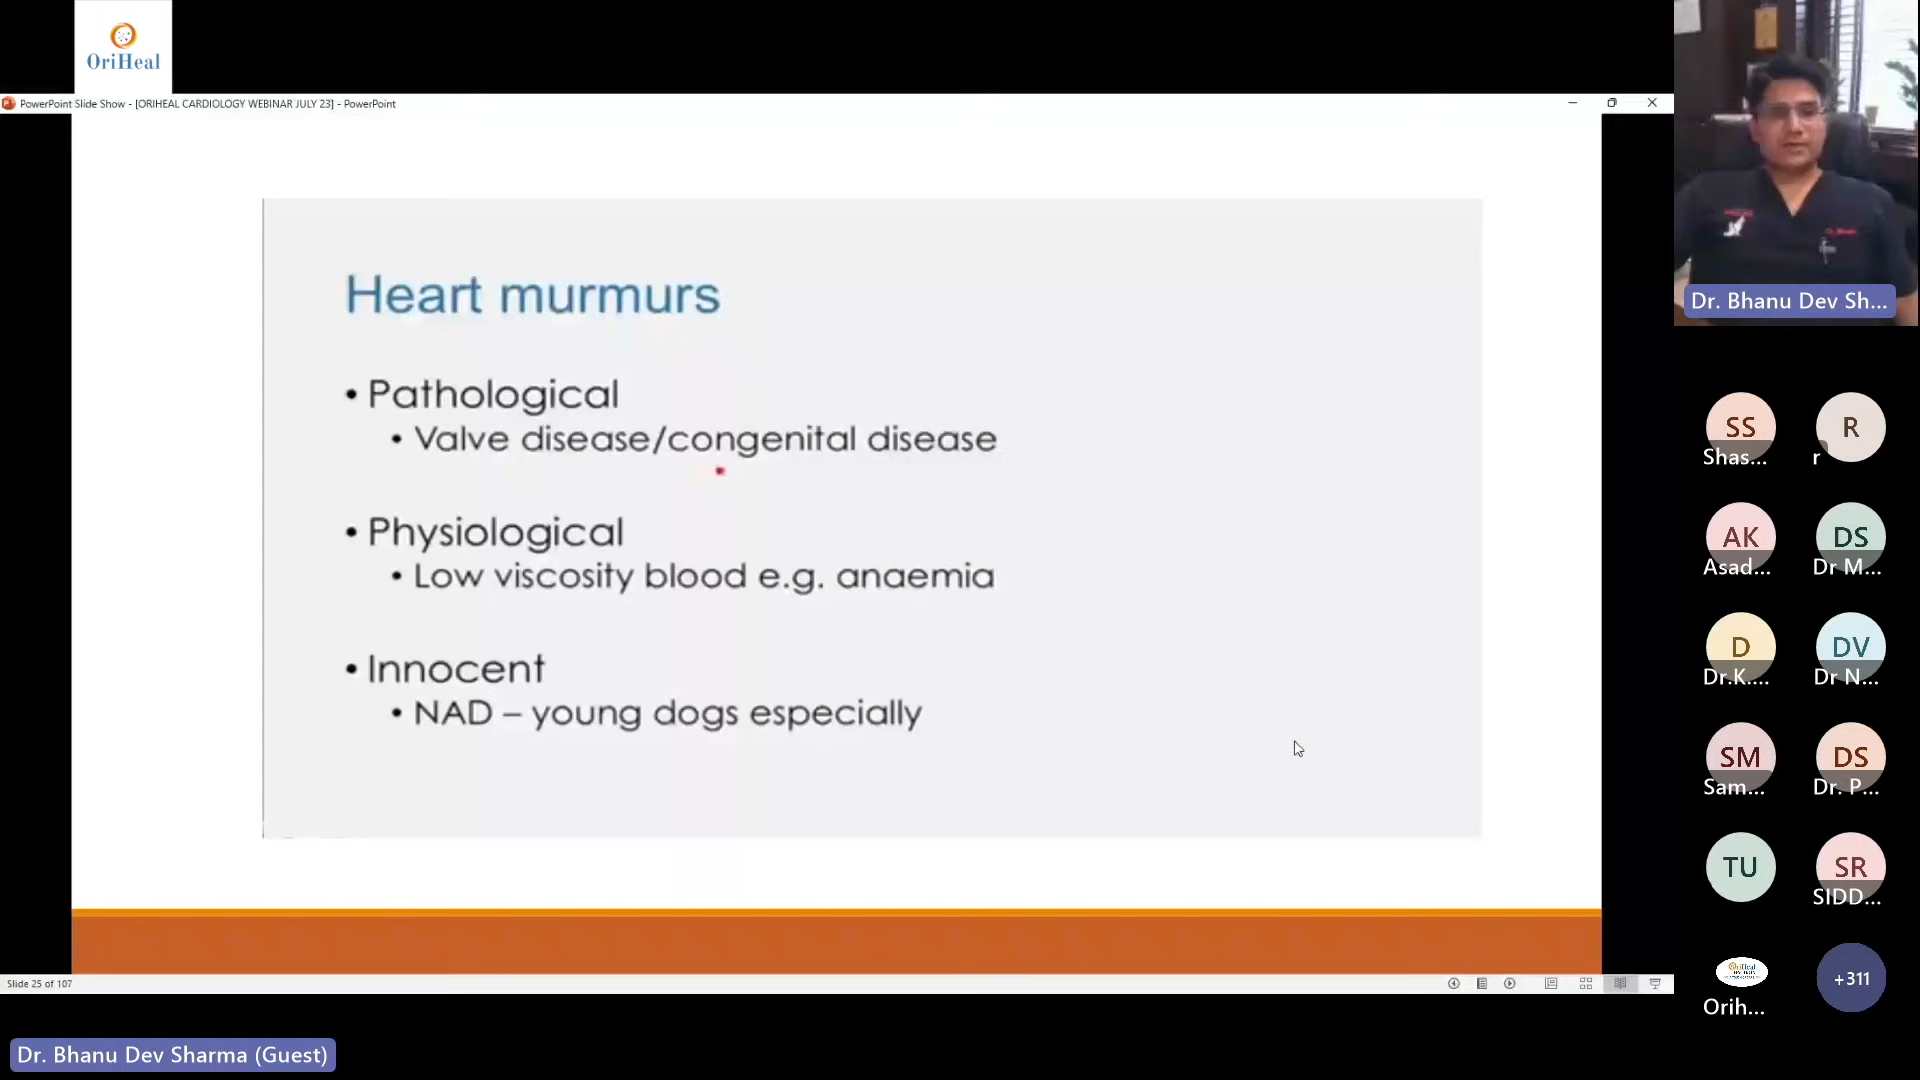 OriHeal
PowerPoint Slide Show - [ORIHEAL CARDIOLOGY WEBINAR JULY 23] - PowerPoint
Heart murmurs
• Pathological
• Valve disease/congenital disease
• Physiological
• Low viscosity blood e.g. anaemia
• Innocent
• NAD – young dogs especially
Slide 25 of 107
Dr. Bhanu Dev Sharma (Guest)
Dr. Bhanu Dev Sh...
SS
Shas...
R
r
AK
Asad...
DS
Dr M...
D
Dr.K....
DV
Dr N...
SM
Sam...
DS
Dr. P...
TU
SR
SIDD...
OriHeal
Orih...
+311